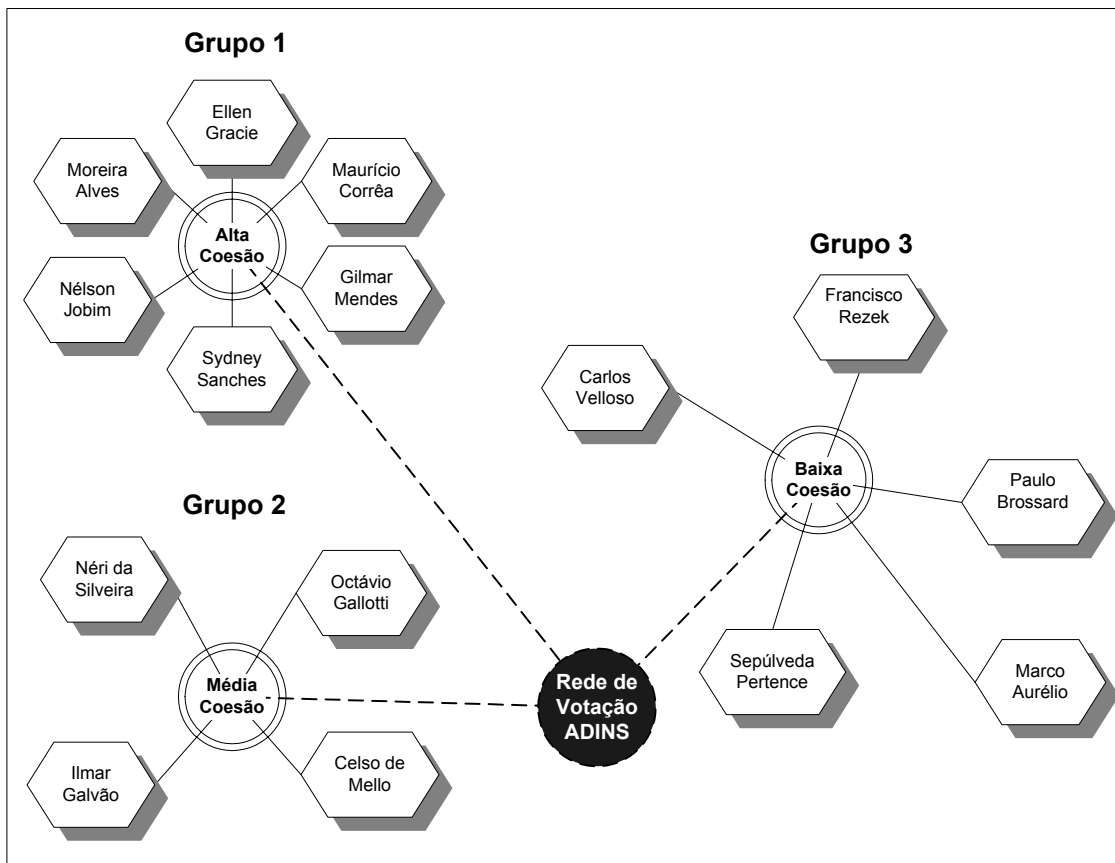 Grupo 1
Ellen
Gracie
Moreira
Alves
Maurício
Corrêa
Alta
Coesão
Nélson
Jobim
Gilmar
Mendes
Sydney
Sanches
Grupo 2
Néri da
Silveira
Octávio
Gallotti
Média
Coesão
Ilmar
Galvão
Celso de
Mello
Grupo 3
Francisco
Rezek
Carlos
Velloso
Baixa
Coesão
Paulo
Brossard
Sepúlveda
Pertence
Marco
Aurélio
Rede de
Votação
ADINS